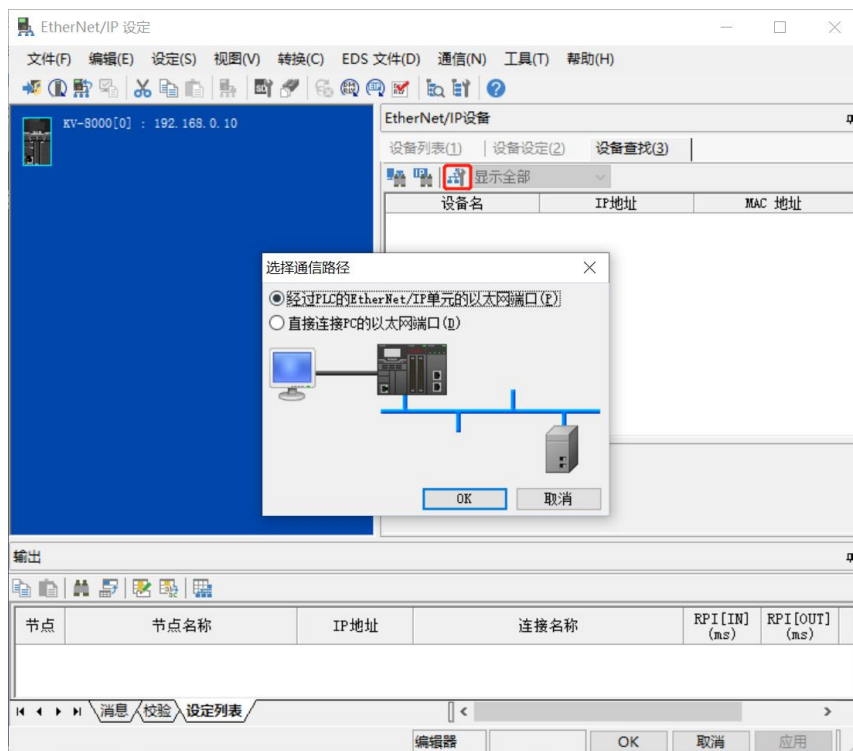 EtherNet/IP 设定
文件(F) 编辑(E) 设定(S) 视图(V) 转换(C) EDS 文件(D) 通信(N) 工具(T) 帮助(H)
KV-8000[0] : 192.168.0.10
EtherNet/IP设备
设备列表(1) 设备设定(2) 设备查找(3)
显示全部
设备名 IP地址 MAC 地址
选择通信路径
经过PLC的EtherNet/IP单元的以太网端口(P)
直接连接PC的以太网端口(D)
OK 取消
输出
节点 节点名称 IP地址 连接名称 RPI[IN] (ms) RPI[OUT] (ms)
消息 校验 设定列表
编辑器 OK 取消 应用